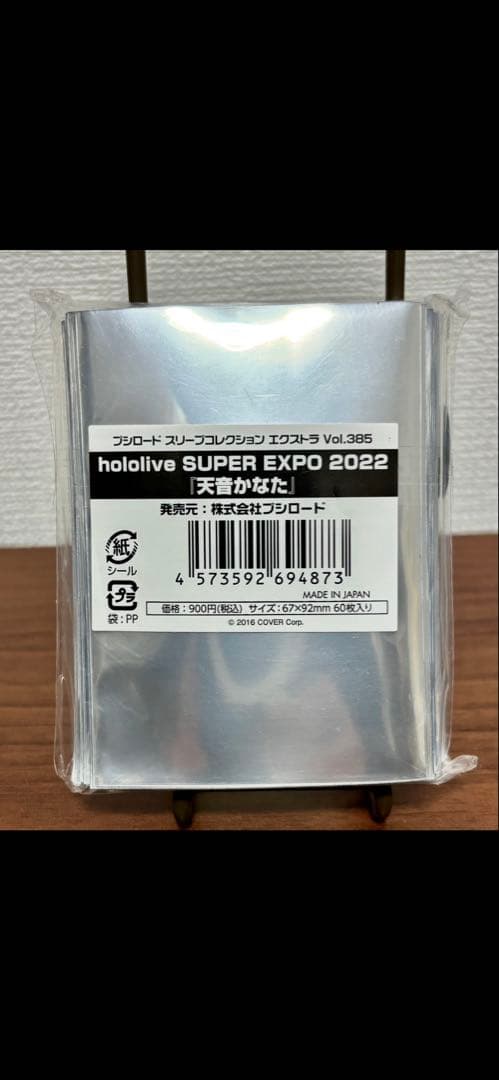 ブシロード スリーブコレクション エクストラ Vol.385
hololive SUPER EXPO 2022
『天音かなた』
発売元：株式会社ブシロード
紙
シール
プラ
袋：PP
4 573592 694873
MADE IN JAPAN
価格：900円(税込) サイズ：67×92mm 60枚入り
© 2016 COVER Corp.